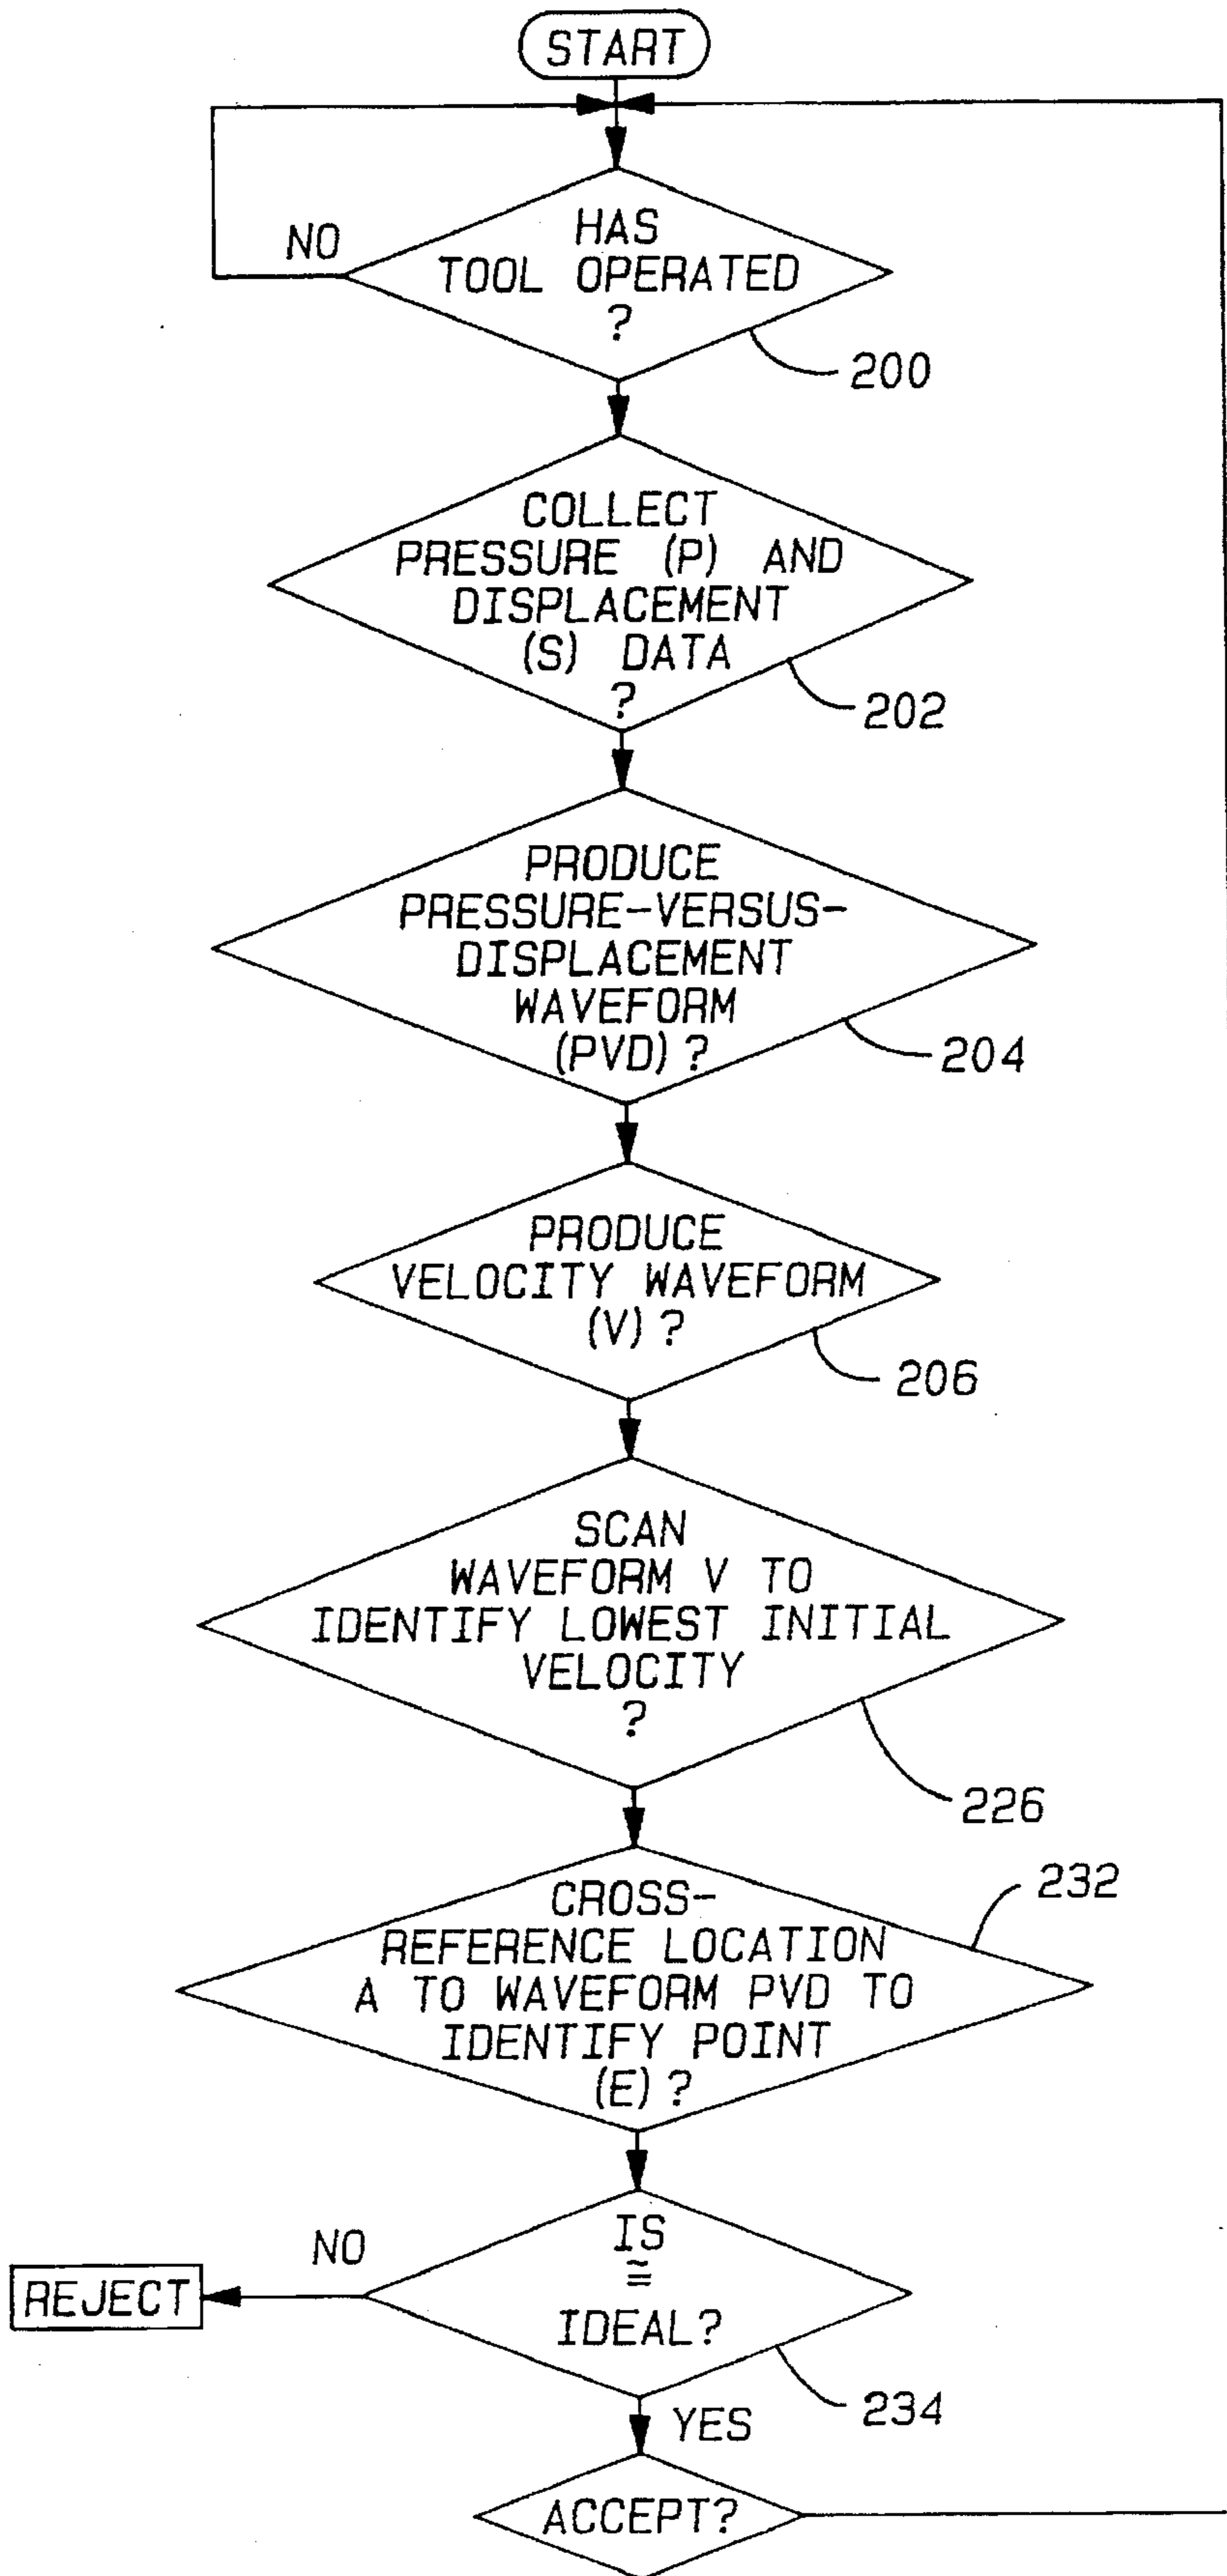 START
NO
HAS
TOOL OPERATED
?
200
COLLECT
PRESSURE (P) AND
DISPLACEMENT
(S) DATA
?
202
PRODUCE
PRESSURE-VERSUS-
DISPLACEMENT
WAVEFORM
(PVD)?
204
PRODUCE
VELOCITY WAVEFORM
(V)?
206
SCAN
WAVEFORM V TO
IDENTIFY LOWEST INITIAL
VELOCITY
?
226
232
CROSS-
REFERENCE LOCATION
A TO WAVEFORM PVD TO
IDENTIFY POINT
(E)?
NO
REJECT
IS
≅
IDEAL?
234
YES
ACCEPT?